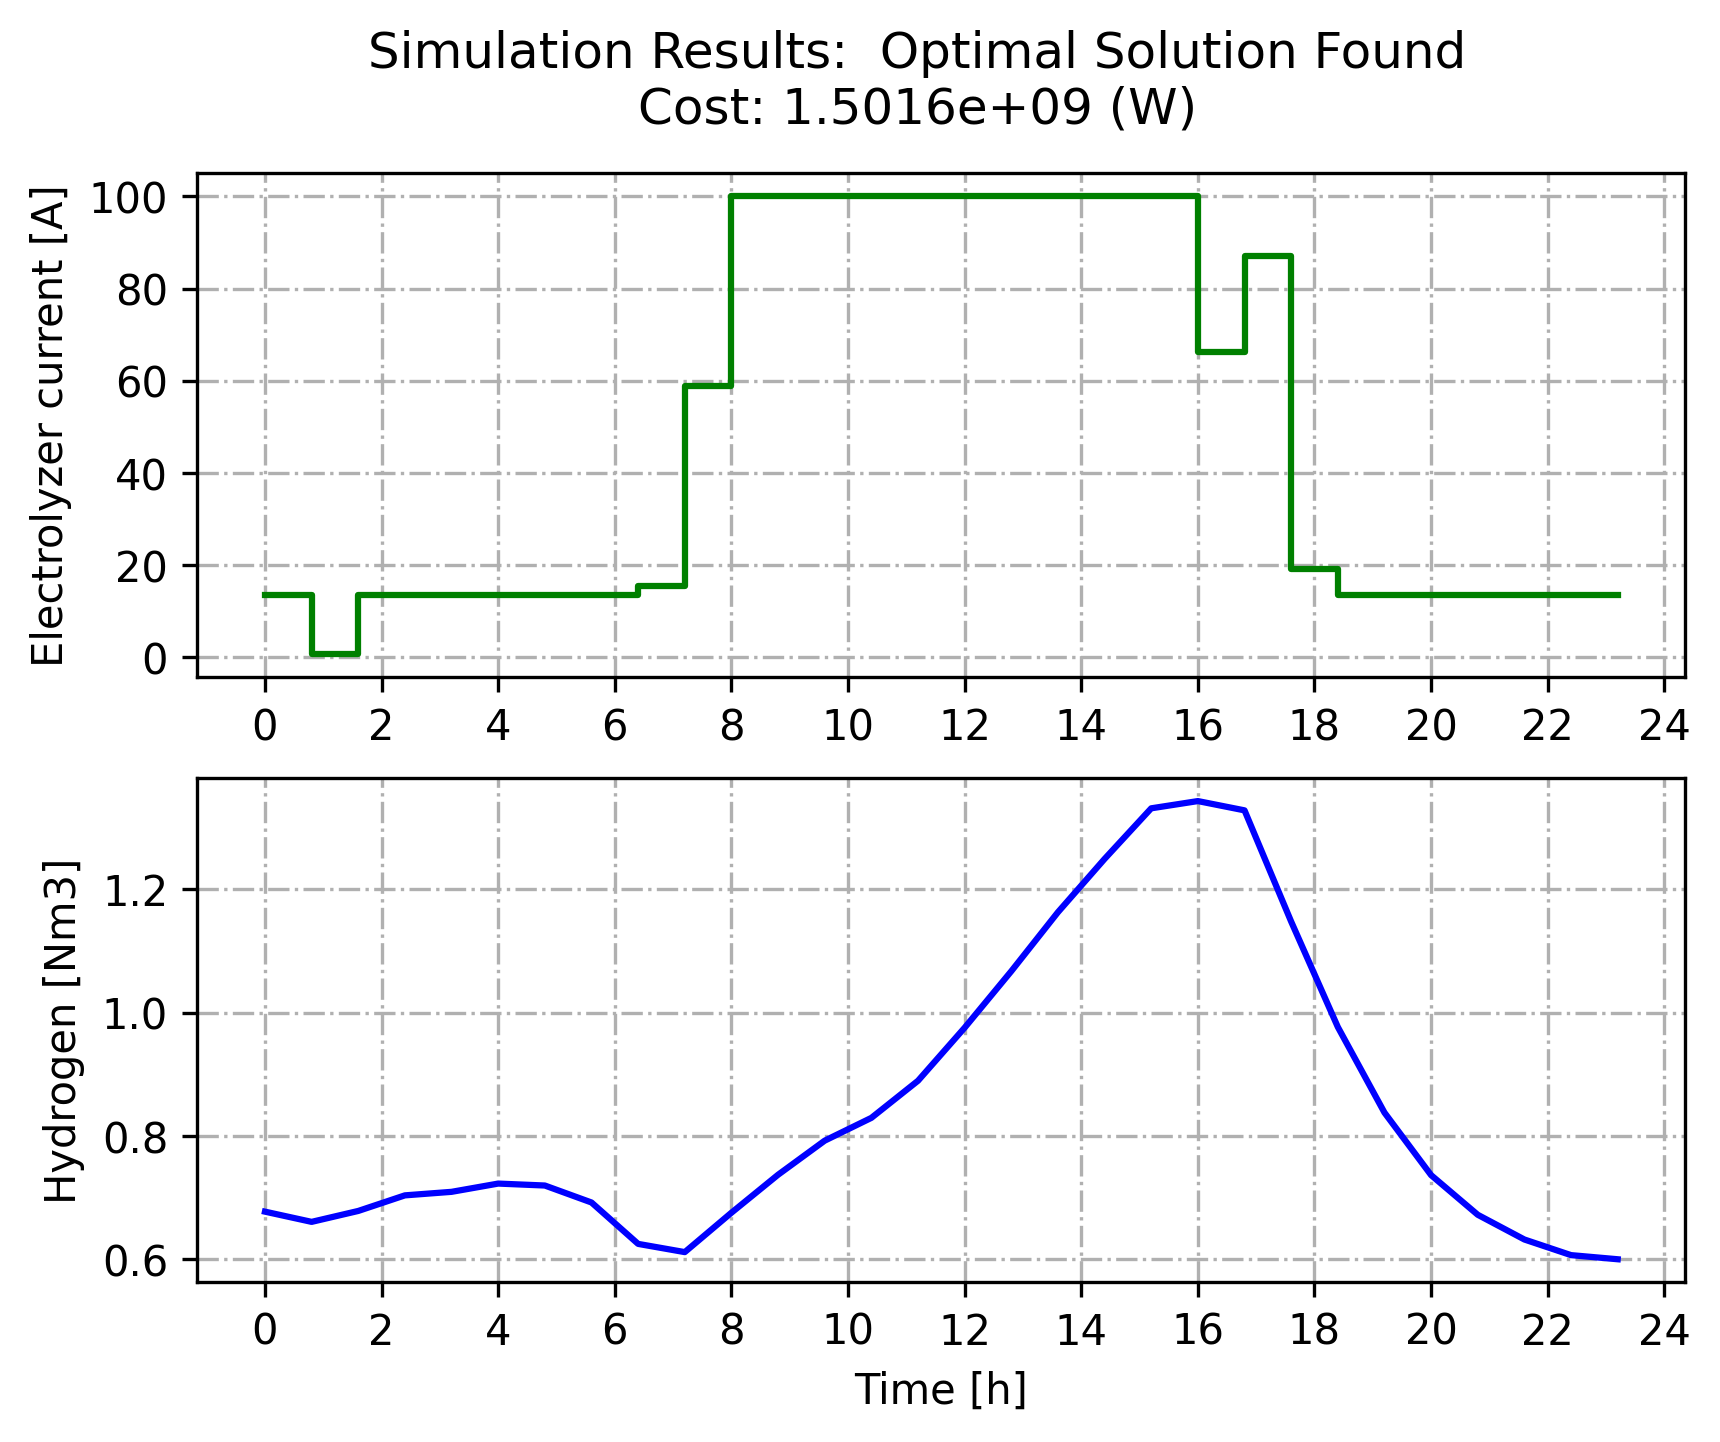 Simulation Results:  Optimal Solution Found
Cost: 1.5016e+09 (W)
Electrolyzer current [A]
100
80
60
40
20
0
0 2 4 6 8 10 12 14 16 18 20 22 24
Hydrogen [Nm3]
1.2
1.0
0.8
0.6
0 2 4 6 8 10 12 14 16 18 20 22 24
Time [h]